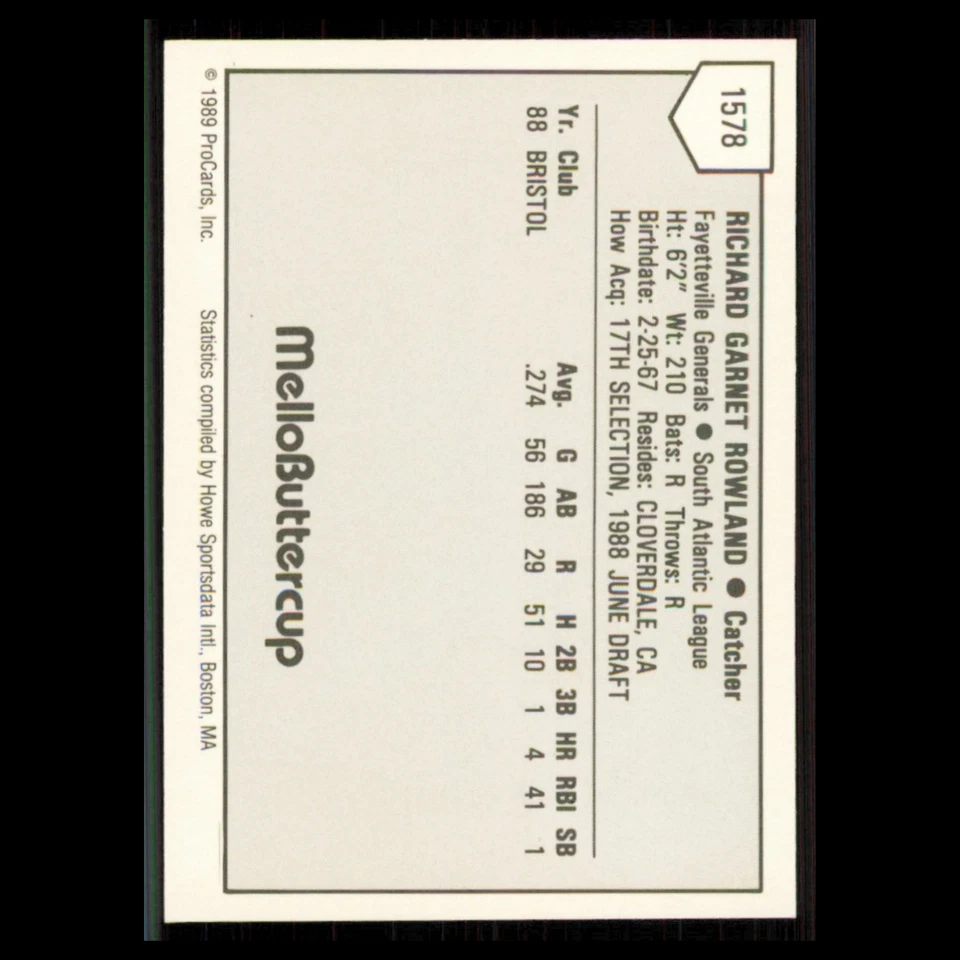 1578
RICHARD GARNET ROWLAND ● Catcher
Fayetteville Generals ● South Atlantic League
Ht: 6'2" Wt: 210 Bats: R Throws: R
Birthdate: 2-25-67 Resides: CLOVERDALE, CA
How Acq: 17TH SELECTION, 1988 JUNE DRAFT
Yr. Club Avg. G AB R H 2B 3B HR RBI SB
88 BRISTOL .274 56 186 29 51 10 1 4 41 1
MelloButtercup
© 1989 ProCards, Inc. Statistics compiled by Howe Sportsdata Intl., Boston, MA